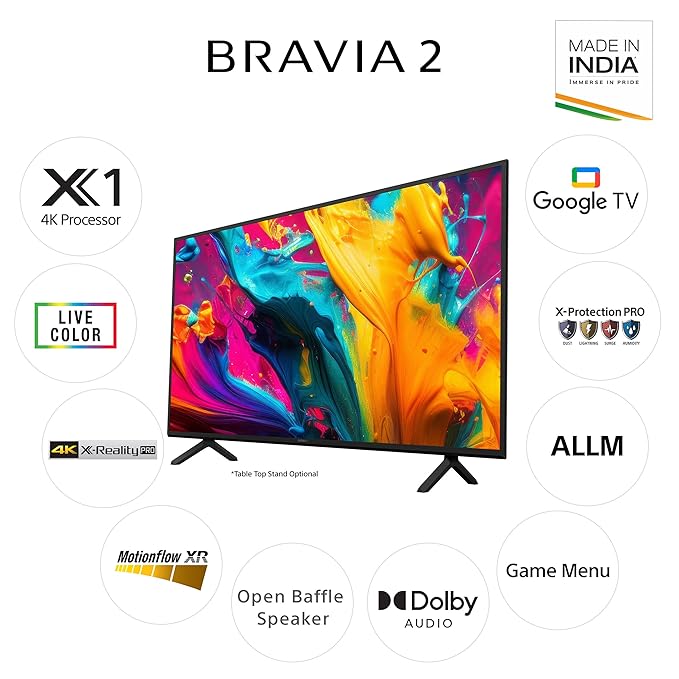 BRAVIA 2
MADE IN
INDIA
IMMERSE IN PRIDE
X1
4K Processor
Google TV
LIVE
COLOR
X-Protection PRO
DUST LIGHTNING SURGE HUMIDITY
4K X-Reality PRO
ALLM
*Table Top Stand Optional
Motionflow XR
Open Baffle
Speaker
Dolby
AUDIO
Game Menu